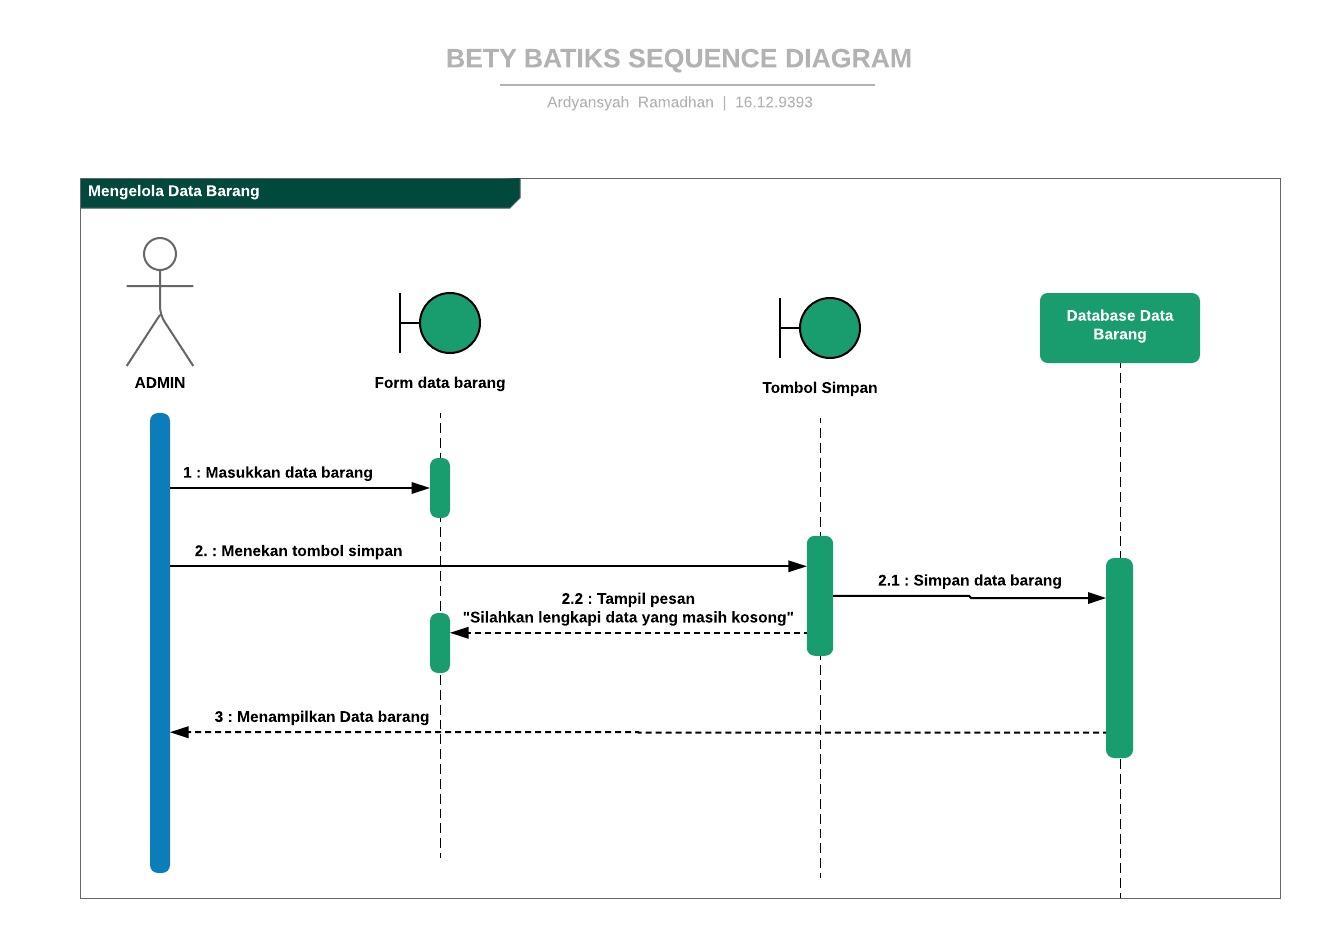 BETY BATIKS SEQUENCE DIAGRAM
Ardyansyah Ramadhan | 16.12.9393
Mengelola Data Barang
ADMIN
Form data barang
Tombol Simpan
Database Data
Barang
1 : Masukkan data barang
2. : Menekan tombol simpan
2.1 : Simpan data barang
2.2 : Tampil pesan
"Silahkan lengkapi data yang masih kosong"
3 : Menampilkan Data barang